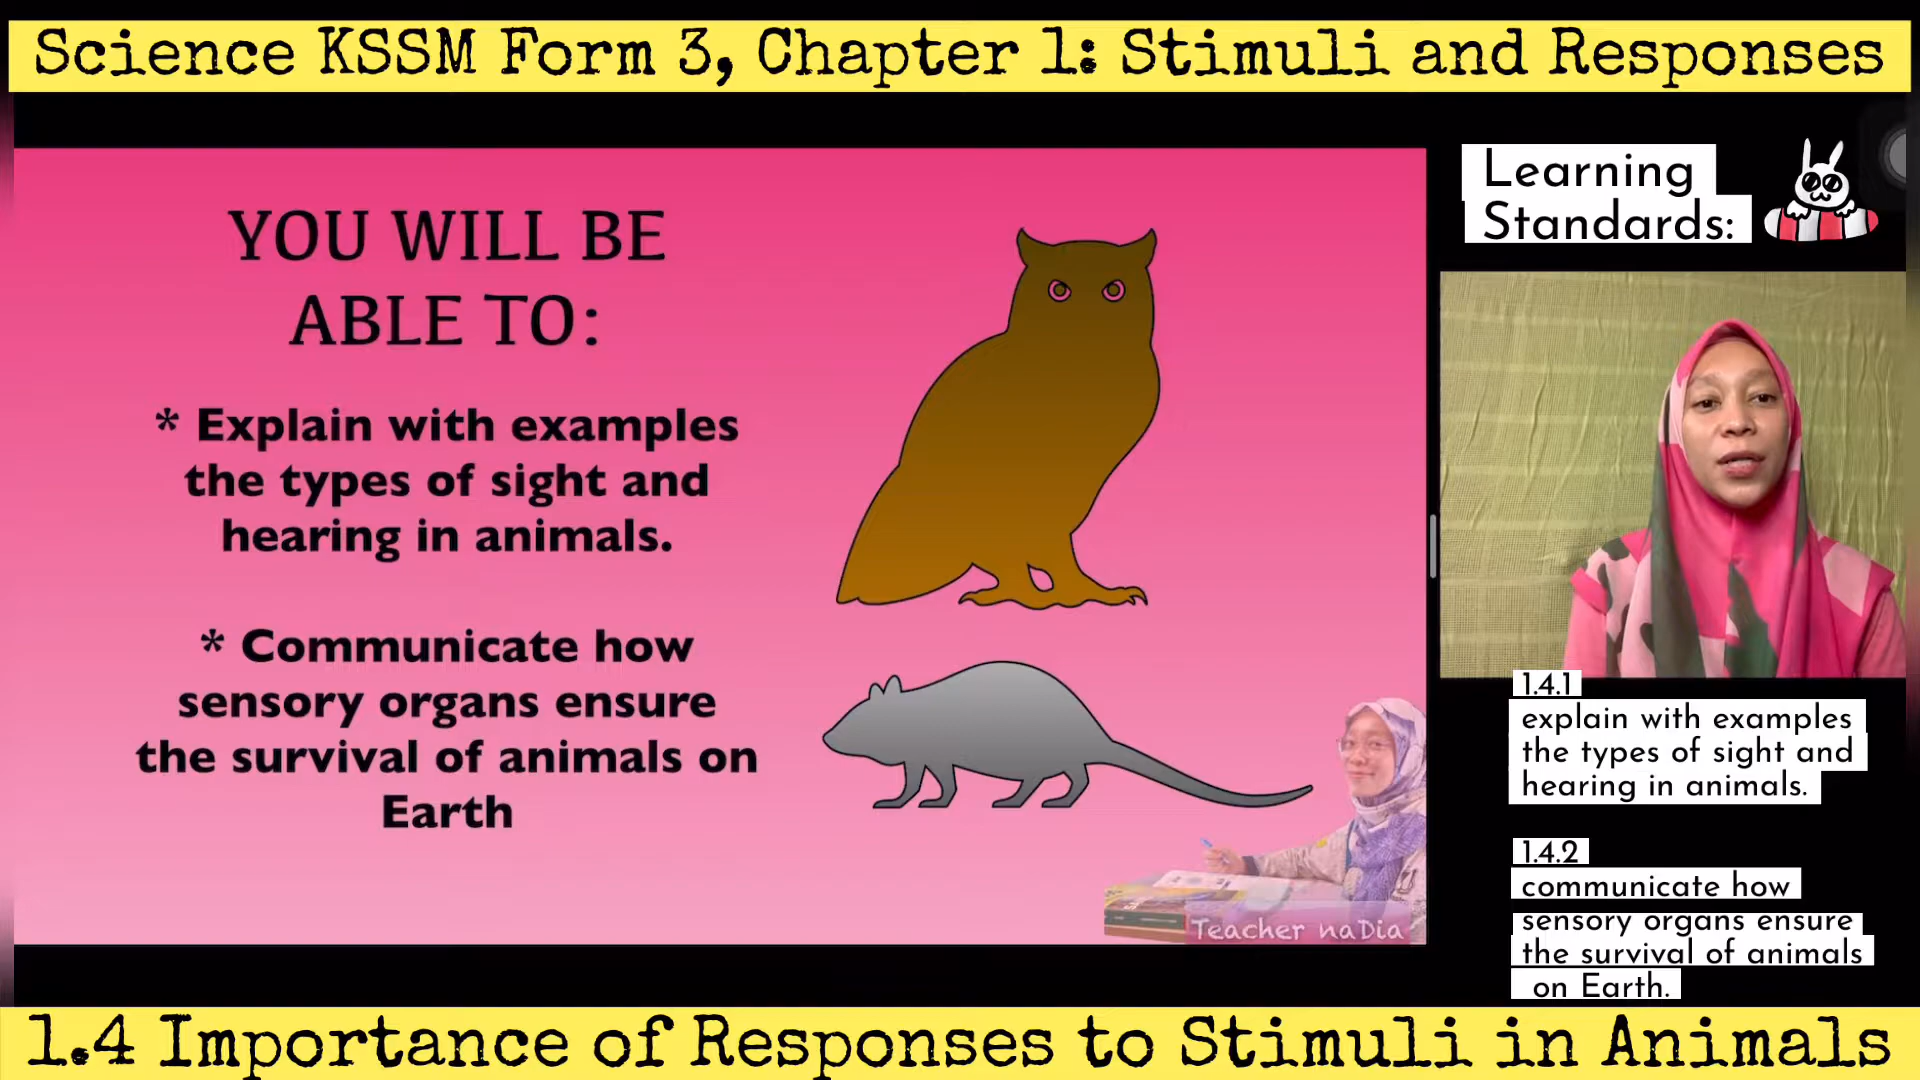 Science KSSM Form 3, Chapter 1: Stimuli and Responses
YOU WILL BE
ABLE TO:
* Explain with examples
the types of sight and
hearing in animals.
* Communicate how
sensory organs ensure
the survival of animals on
Earth
Teacher naDia
Learning
Standards:
1.4.1
explain with examples
the types of sight and
hearing in animals.
1.4.2
communicate how
sensory organs ensure
the survival of animals
on Earth.
1.4 Importance of Responses to Stimuli in Animals